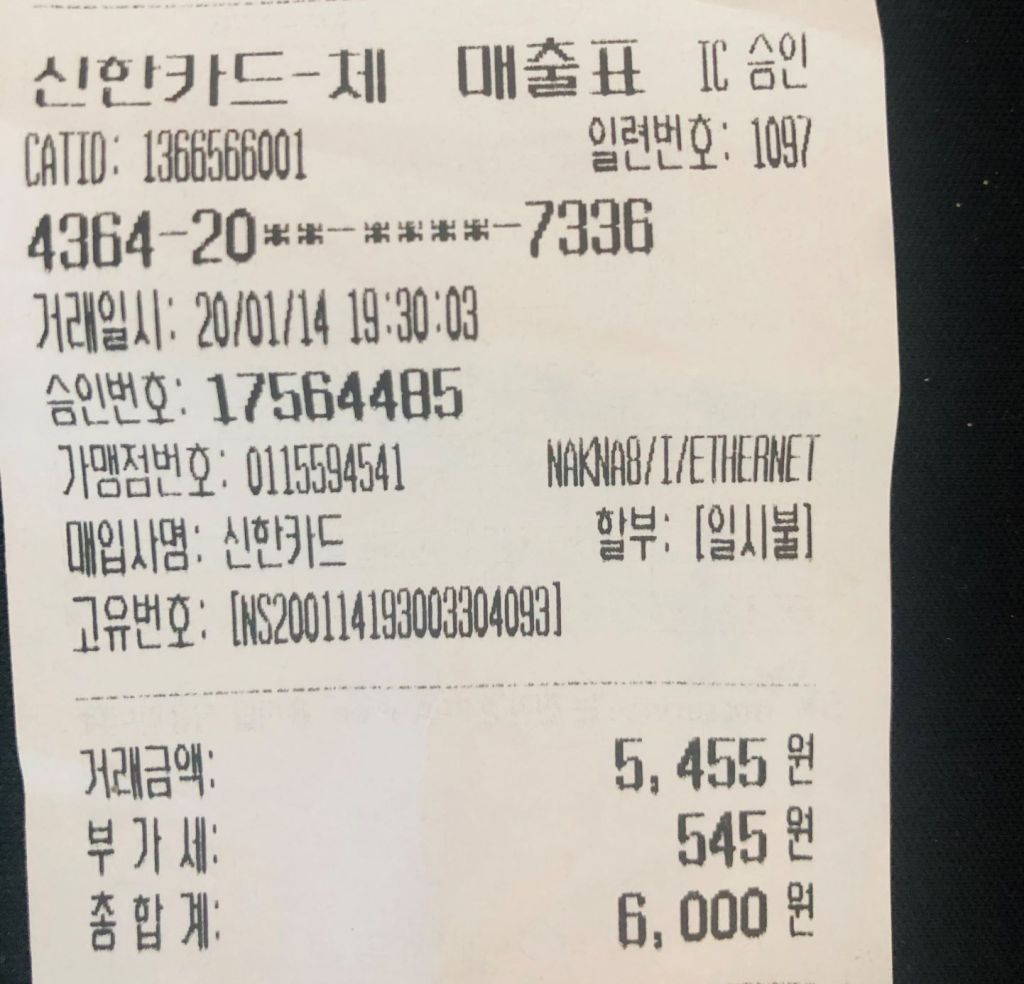 신한카드-체 매출표 IC 승인
CATID: 1366566001 일련번호: 1097
4364-20**-****-7336
거래일시: 20/01/14 19:30:03
승인번호: 17564485
가맹점번호: 0115594541 NAKNA8/I/ETHERNET
매입사명: 신한카드 할부: [일시불]
고유번호: [NS200114193003304093]
거래금액: 5,455 원
부 가 세: 545 원
총 합 계: 6,000 원